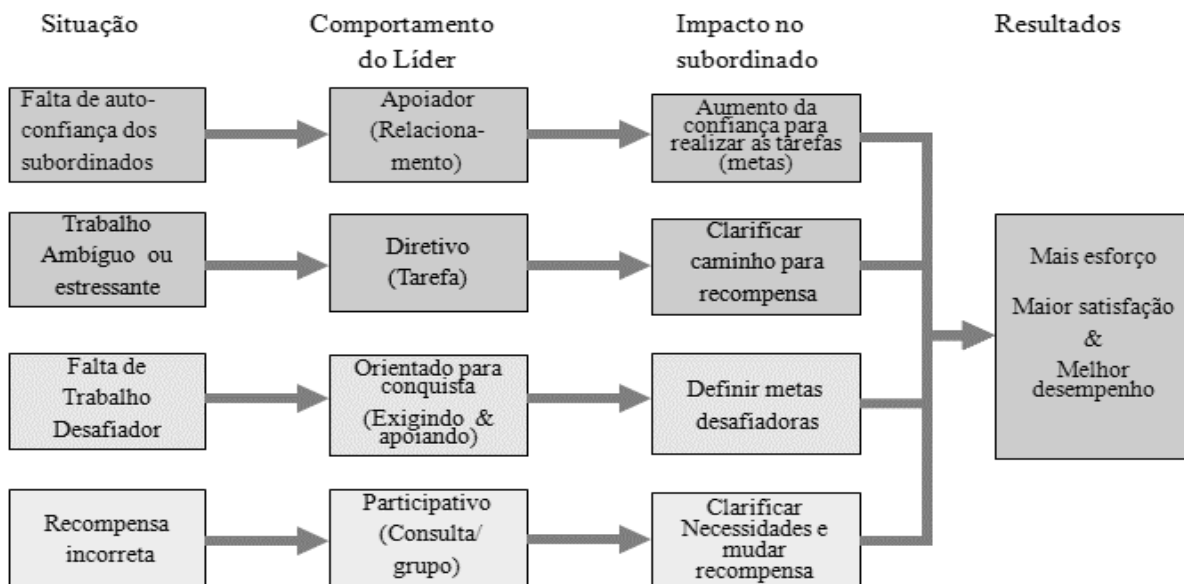 Situação
Comportamento
do Líder
Impacto no
subordinado
Resultados
Falta de auto-
confiança dos
subordinados
Apoiador
(Relaciona-
mento)
Aumento da
confiança para
realizar as tarefas
(metas)
Trabalho
Ambíguo ou
estressante
Diretivo
(Tarefa)
Clarificar
caminho para
recompensa
Falta de
Trabalho
Desafiador
Orientado para
conquista
(Exigindo &
apoiando)
Definir metas
desafiadoras
Recompensa
incorreta
Participativo
(Consulta/
grupo)
Clarificar
Necessidades e
mudar
recompensa
Mais esforço
Maior satisfação
&
Melhor
desempenho